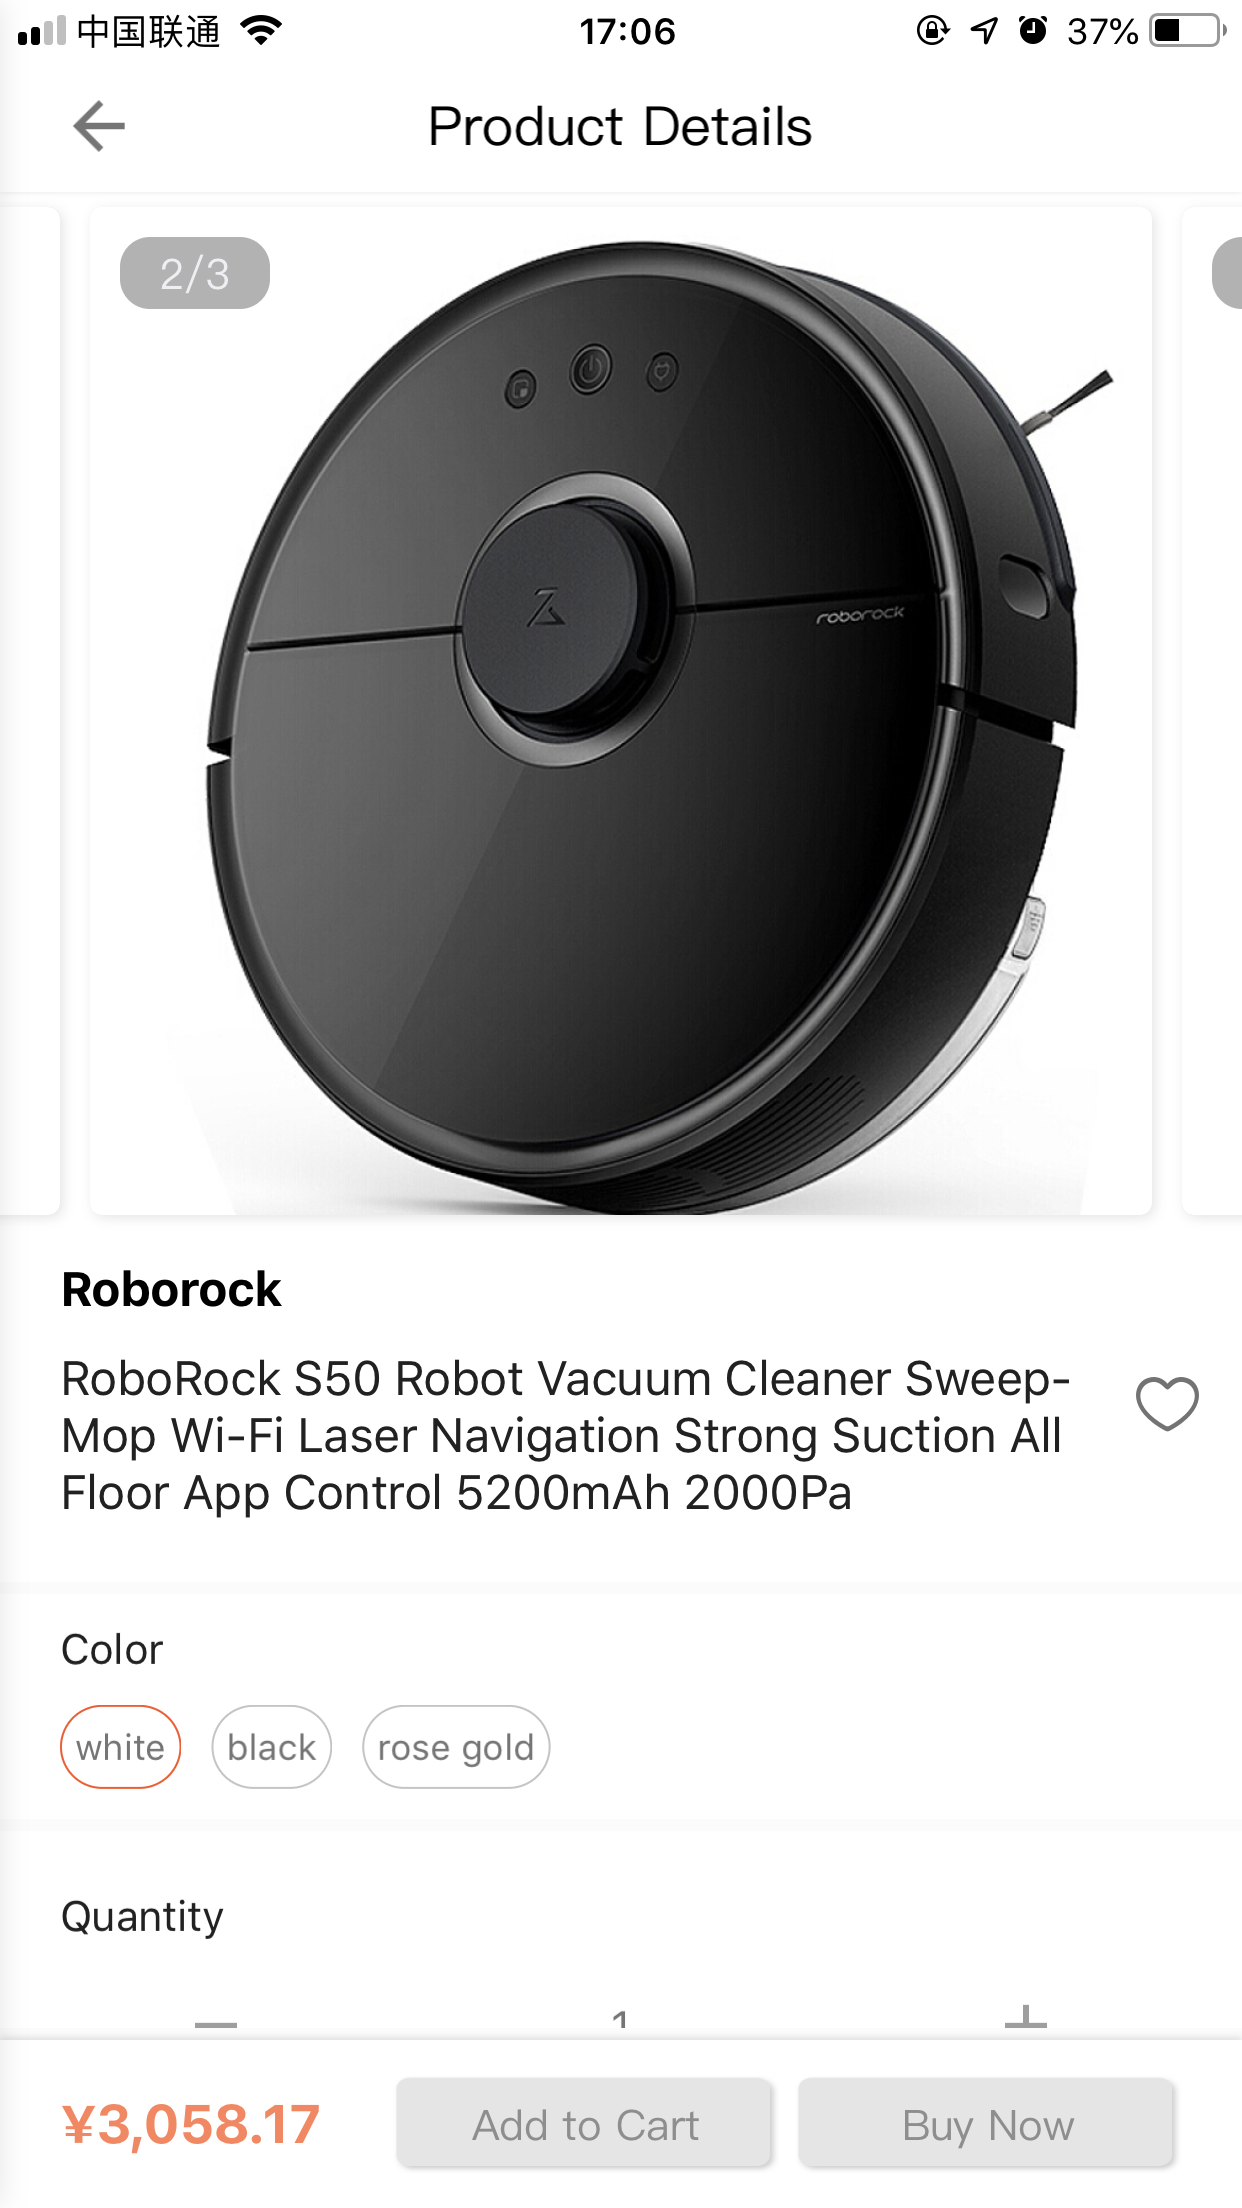 中国联通
17:06
37%
Product Details
2/3
roborock
Roborock
RoboRock S50 Robot Vacuum Cleaner Sweep-
Mop Wi-Fi Laser Navigation Strong Suction All
Floor App Control 5200mAh 2000Pa
Color
white
black
rose gold
Quantity
1
¥3,058.17
Add to Cart
Buy Now